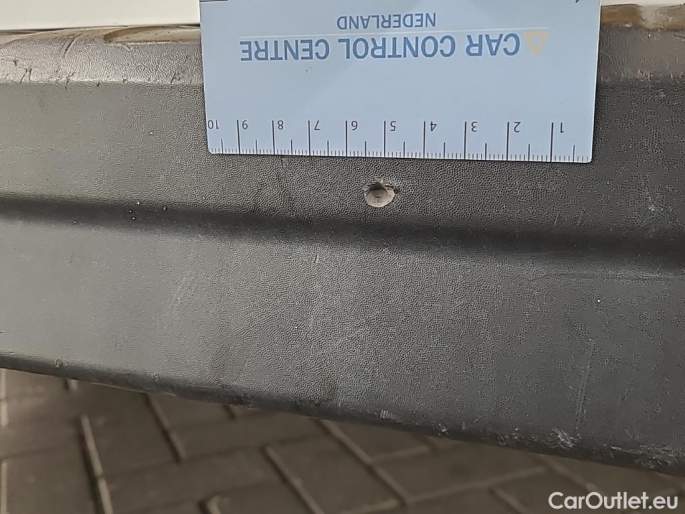 CAR CONTROL CENTRE
NEDERLAND
1 2 3 4 5 6 7 8 9 10
CarOutlet.eu